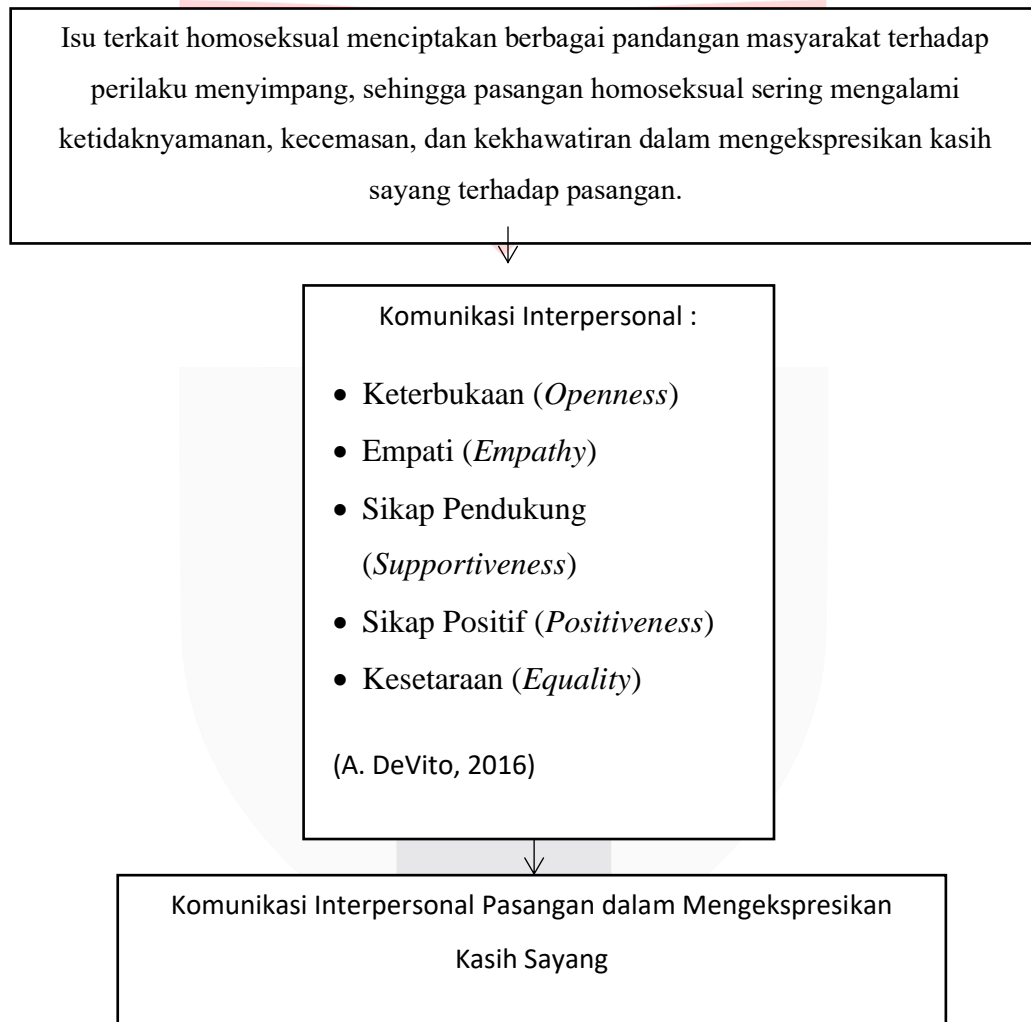 Isu terkait homoseksual menciptakan berbagai pandangan masyarakat terhadap
perilaku menyimpang, sehingga pasangan homoseksual sering mengalami
ketidaknyamanan, kecemasan, dan kekhawatiran dalam mengekspresikan kasih
sayang terhadap pasangan.
Komunikasi Interpersonal :
• Keterbukaan (Openness)
• Empati (Empathy)
• Sikap Pendukung
(Supportiveness)
• Sikap Positif (Positiveness)
• Kesetaraan (Equality)
(A. DeVito, 2016)
Komunikasi Interpersonal Pasangan dalam Mengekspresikan
Kasih Sayang